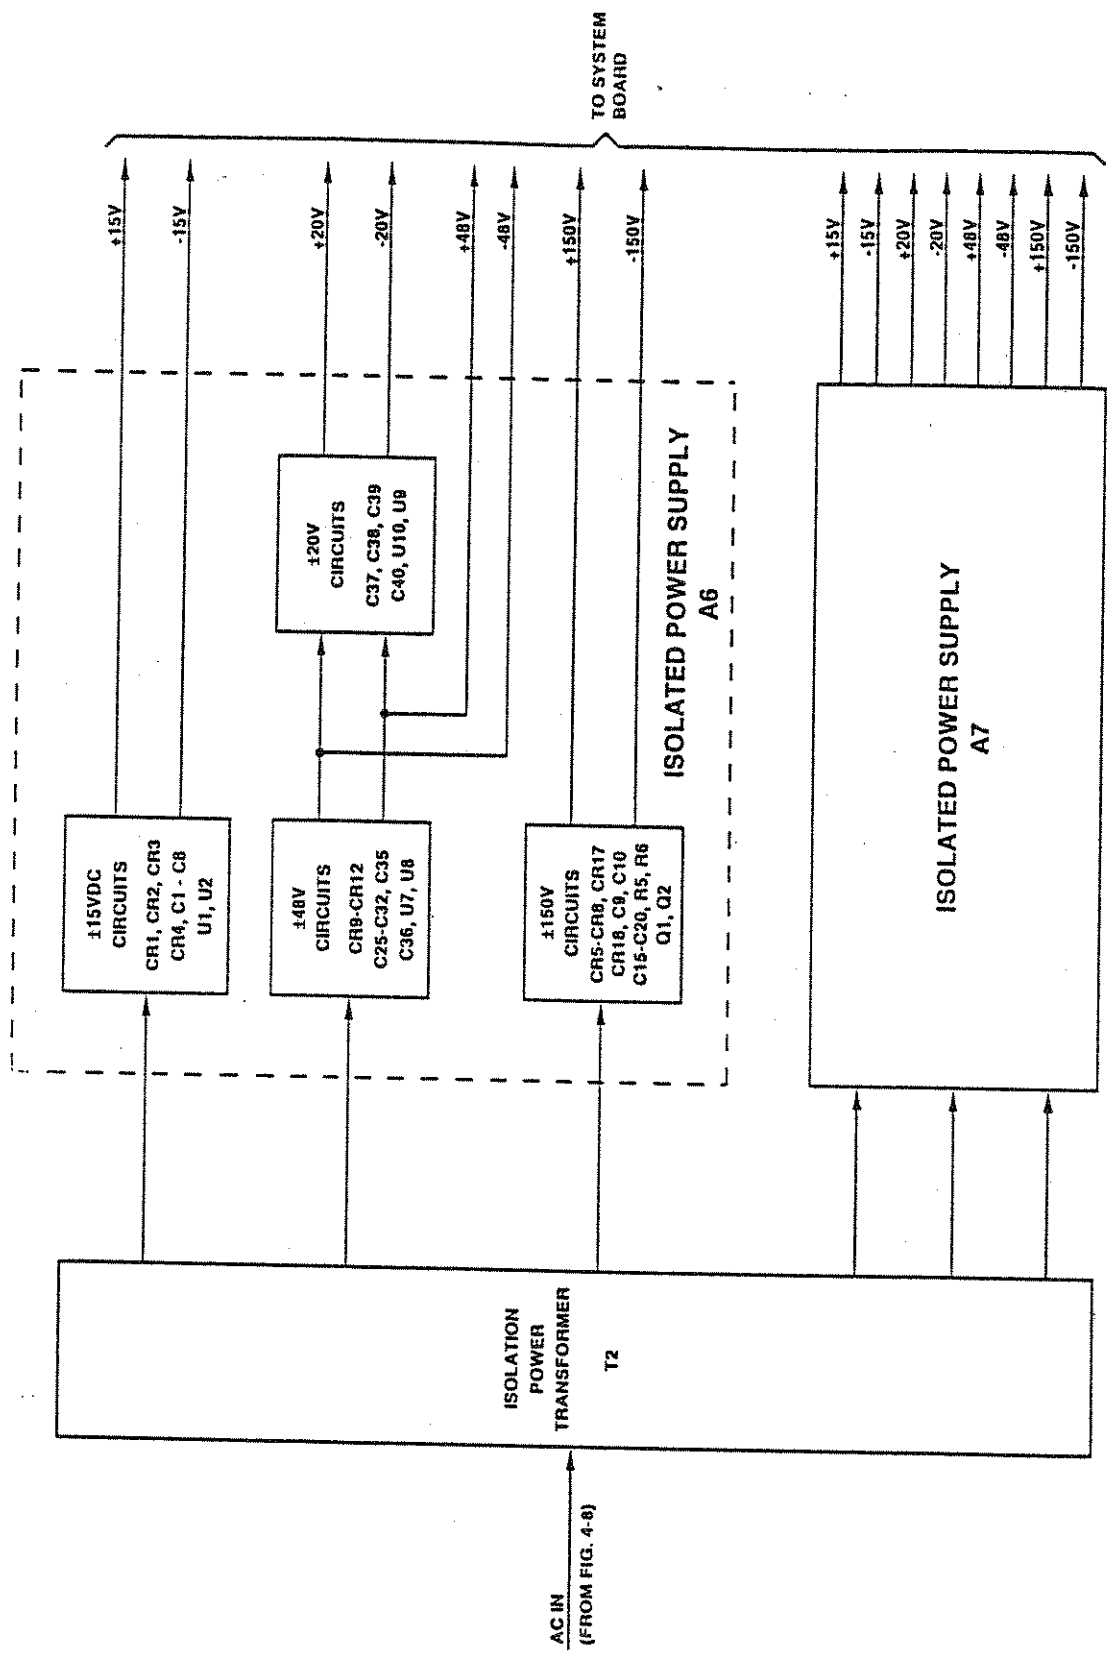 AC IN
(FROM FIG. 4-8)
ISOLATION
POWER
TRANSFORMER
T2
±15VDC
CIRCUITS
CR1, CR2, CR3
CR4, C1 - C8
U1, U2
±48V
CIRCUITS
CR9-CR12
C25-C32, C35
C36, U7, U8
±150V
CIRCUITS
CR5-CR8, CR17
CR18, C9, C10
C15-C20, R5, R6
Q1, Q2
±20V
CIRCUITS
C37, C38, C39
C40, U10, U9
ISOLATED POWER SUPPLY
A6
ISOLATED POWER SUPPLY
A7
+15V
-15V
+20V
-20V
+48V
-48V
+150V
-150V
+15V
-15V
+20V
-20V
+48V
-48V
+150V
-150V
TO SYSTEM
BOARD